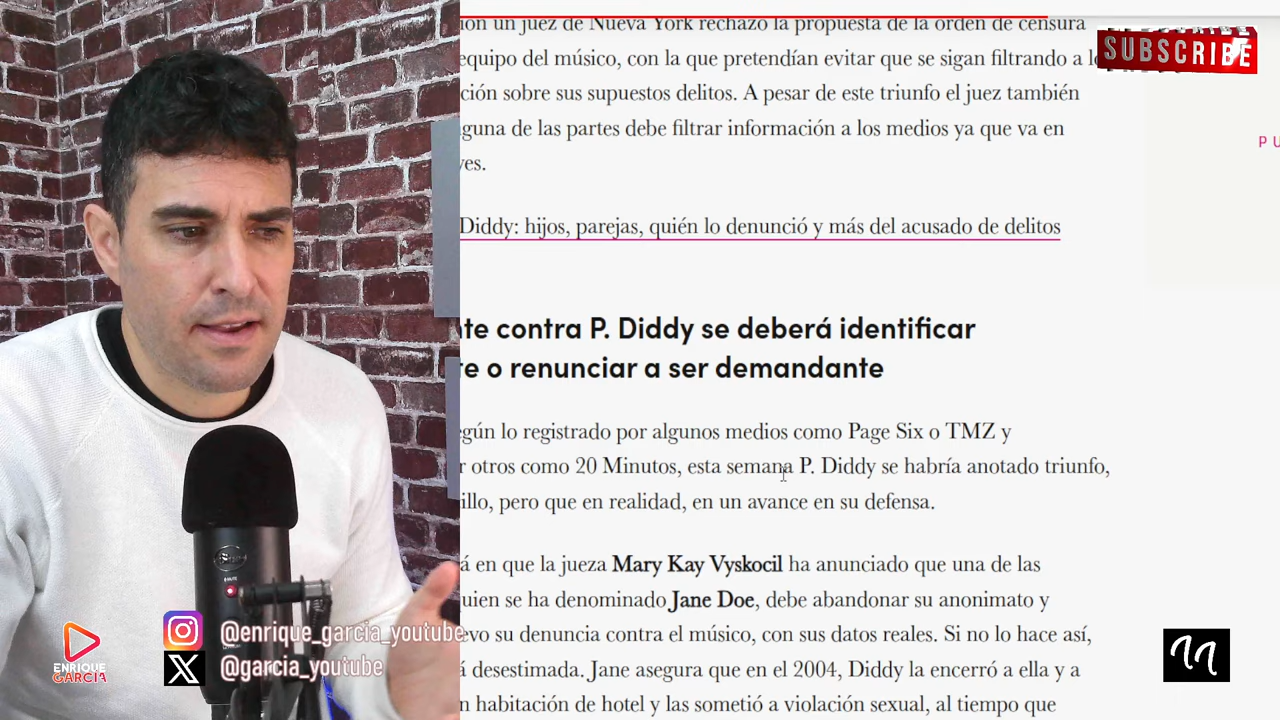 ión un juez de Nueva York rechazó la propuesta de la orden de censura
equipo del músico, con la que pretendían evitar que se sigan filtrando a l
SUBSCRIBE
ción sobre sus supuestos delitos. A pesar de este triunfo el juez también
guna de las partes debe filtrar información a los medios ya que va en
PU
ves.
Diddy: hijos, parejas, quién lo denunció y más del acusado de delitos
te contra P. Diddy se deberá identificar
te o renunciar a ser demandante
egún lo registrado por algunos medios como Page Six o TMZ y
r otros como 20 Minutos, esta semana P. Diddy se habría anotado triunfo,
illo, pero que en realidad, en un avance en su defensa.
á en que la jueza Mary Kay Vyskocil ha anunciado que una de las
uien se ha denominado Jane Doe, debe abandonar su anonimato y
evo su denuncia contra el músico, con sus datos reales. Si no lo hace así,
á desestimada. Jane asegura que en el 2004, Diddy la encerró a ella y a
n habitación de hotel y las sometió a violación sexual, al tiempo que
@enrique_garcia_youtube
@garcia_youtube
ENRIQUE
GARCIA